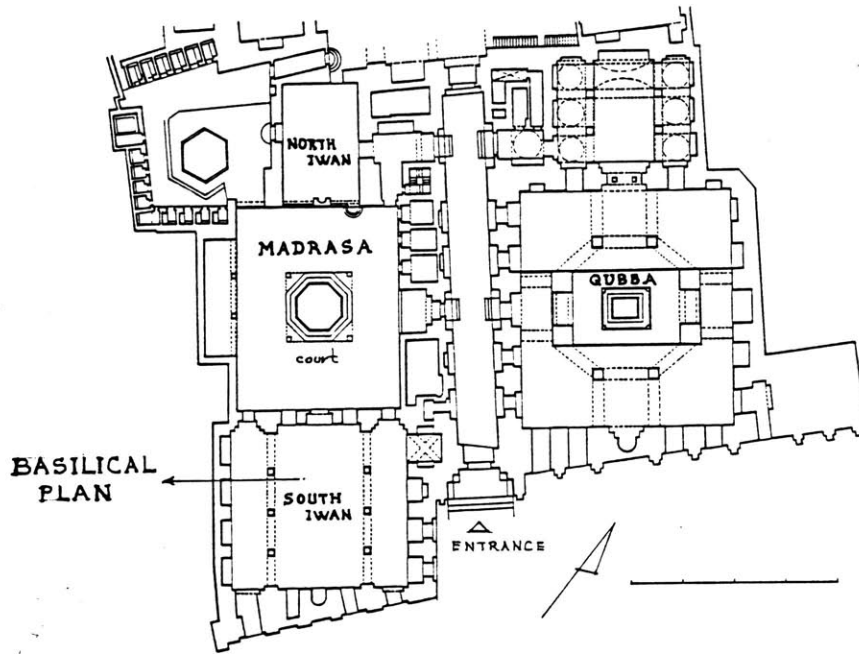 NORTH
IWAN
MADRASA
court
QUBBA
BASILICAL
PLAN
SOUTH
IWAN
ENTRANCE